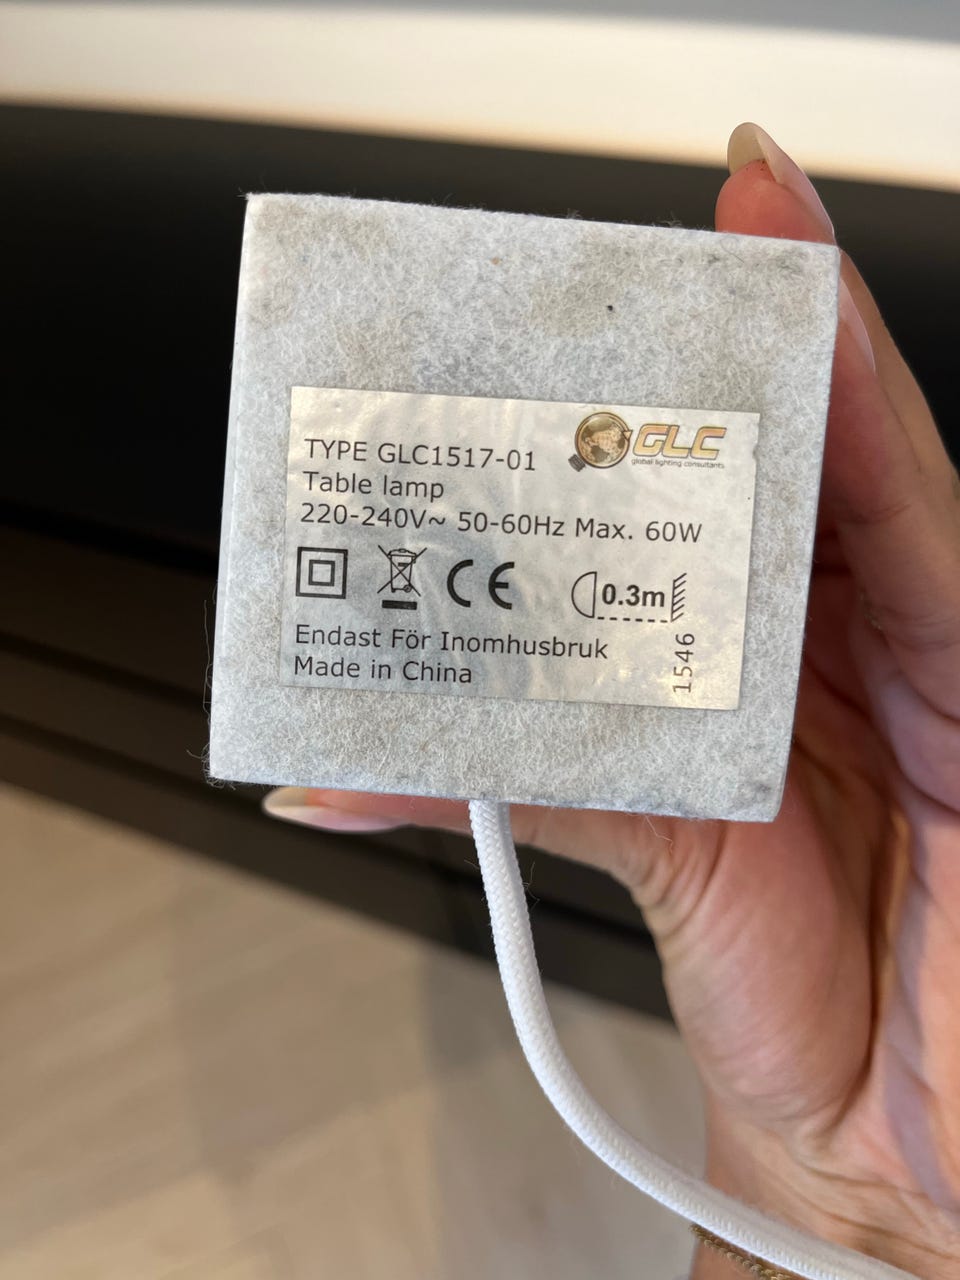 GLC
global lighting consultants
TYPE GLC1517-01
Table lamp
220-240V~ 50-60Hz Max. 60W
CE
0.3m
Endast För Inomhusbruk
Made in China
1546